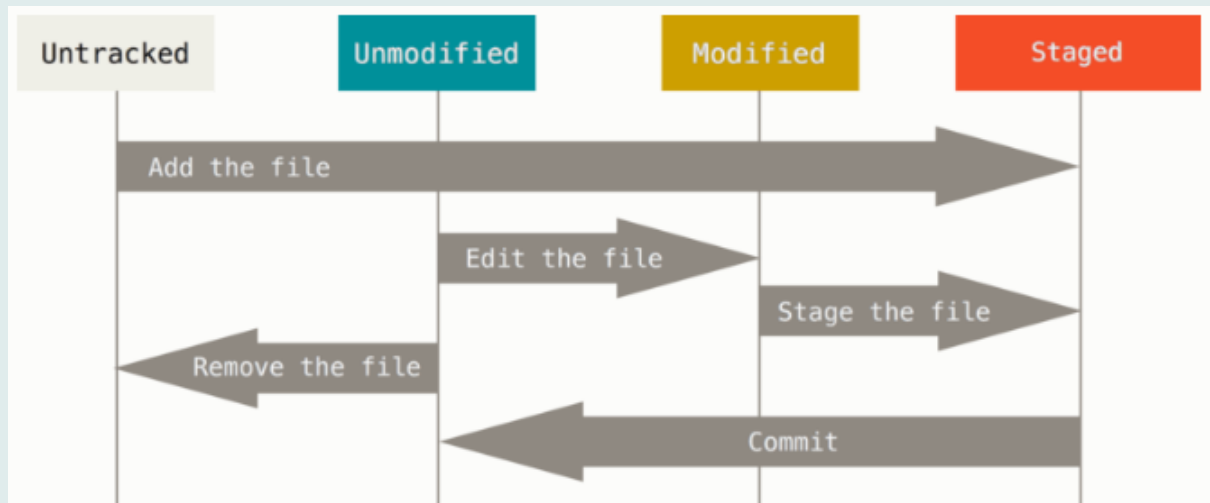 Untracked
Unmodified
Modified
Staged
Add the file
Edit the file
Stage the file
Remove the file
Commit